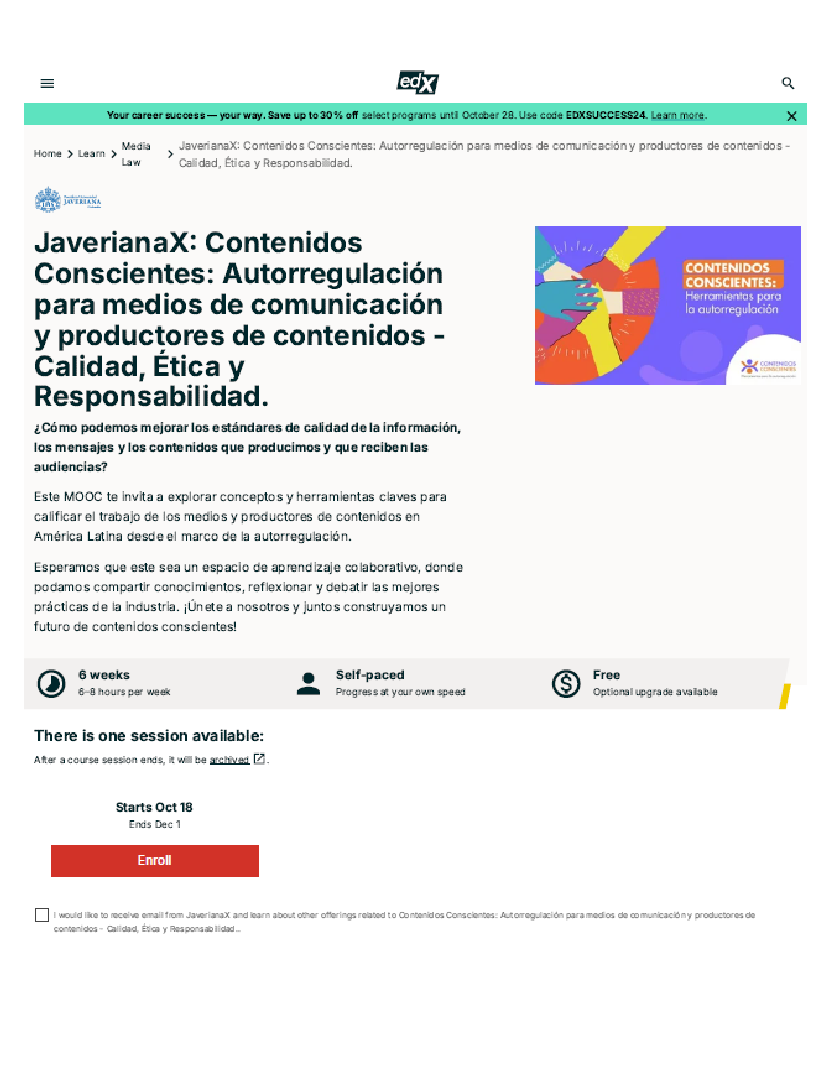 edX
Your career success — your way. Save up to 30% off select programs until October 28. Use code EDXSUCCESS24. Learn more.
Home
Learn
Media
Law
JaverianaX: Contenidos Conscientes: Autorregulación para medios de comunicación y productores de contenidos -
Calidad, Ética y Responsabilidad.
JAVERIANA
JaverianaX: Contenidos
Conscientes: Autorregulación
para medios de comunicación
y productores de contenidos -
Calidad, Ética y
Responsabilidad.
CONTENIDOS
CONSCIENTES:
Herramientas para
la autorregulación
CONTENIDOS
CONSCIENTES
¿Cómo podemos mejorar los estándares de calidad de la información,
los mensajes y los contenidos que producimos y que reciben las
audiencias?
Este MOOC te invita a explorar conceptos y herramientas claves para
calificar el trabajo de los medios y productores de contenidos en
América Latina desde el marco de la autorregulación.
Esperamos que este sea un espacio de aprendizaje colaborativo, donde
podamos compartir conocimientos, reflexionar y debatir las mejores
prácticas de la industria. ¡Únete a nosotros y juntos construyamos un
futuro de contenidos conscientes!
6 weeks
6–8 hours per week
Self-paced
Progress at your own speed
Free
Optional upgrade available
There is one session available:
After a course session ends, it will be archived.
Starts Oct 18
Ends Dec 1
Enroll
I would like to receive email from JaverianaX and learn about other offerings related to Contenidos Conscientes: Autorregulación para medios de comunicación y productores de
contenidos - Calidad, Ética y Responsabilidad..